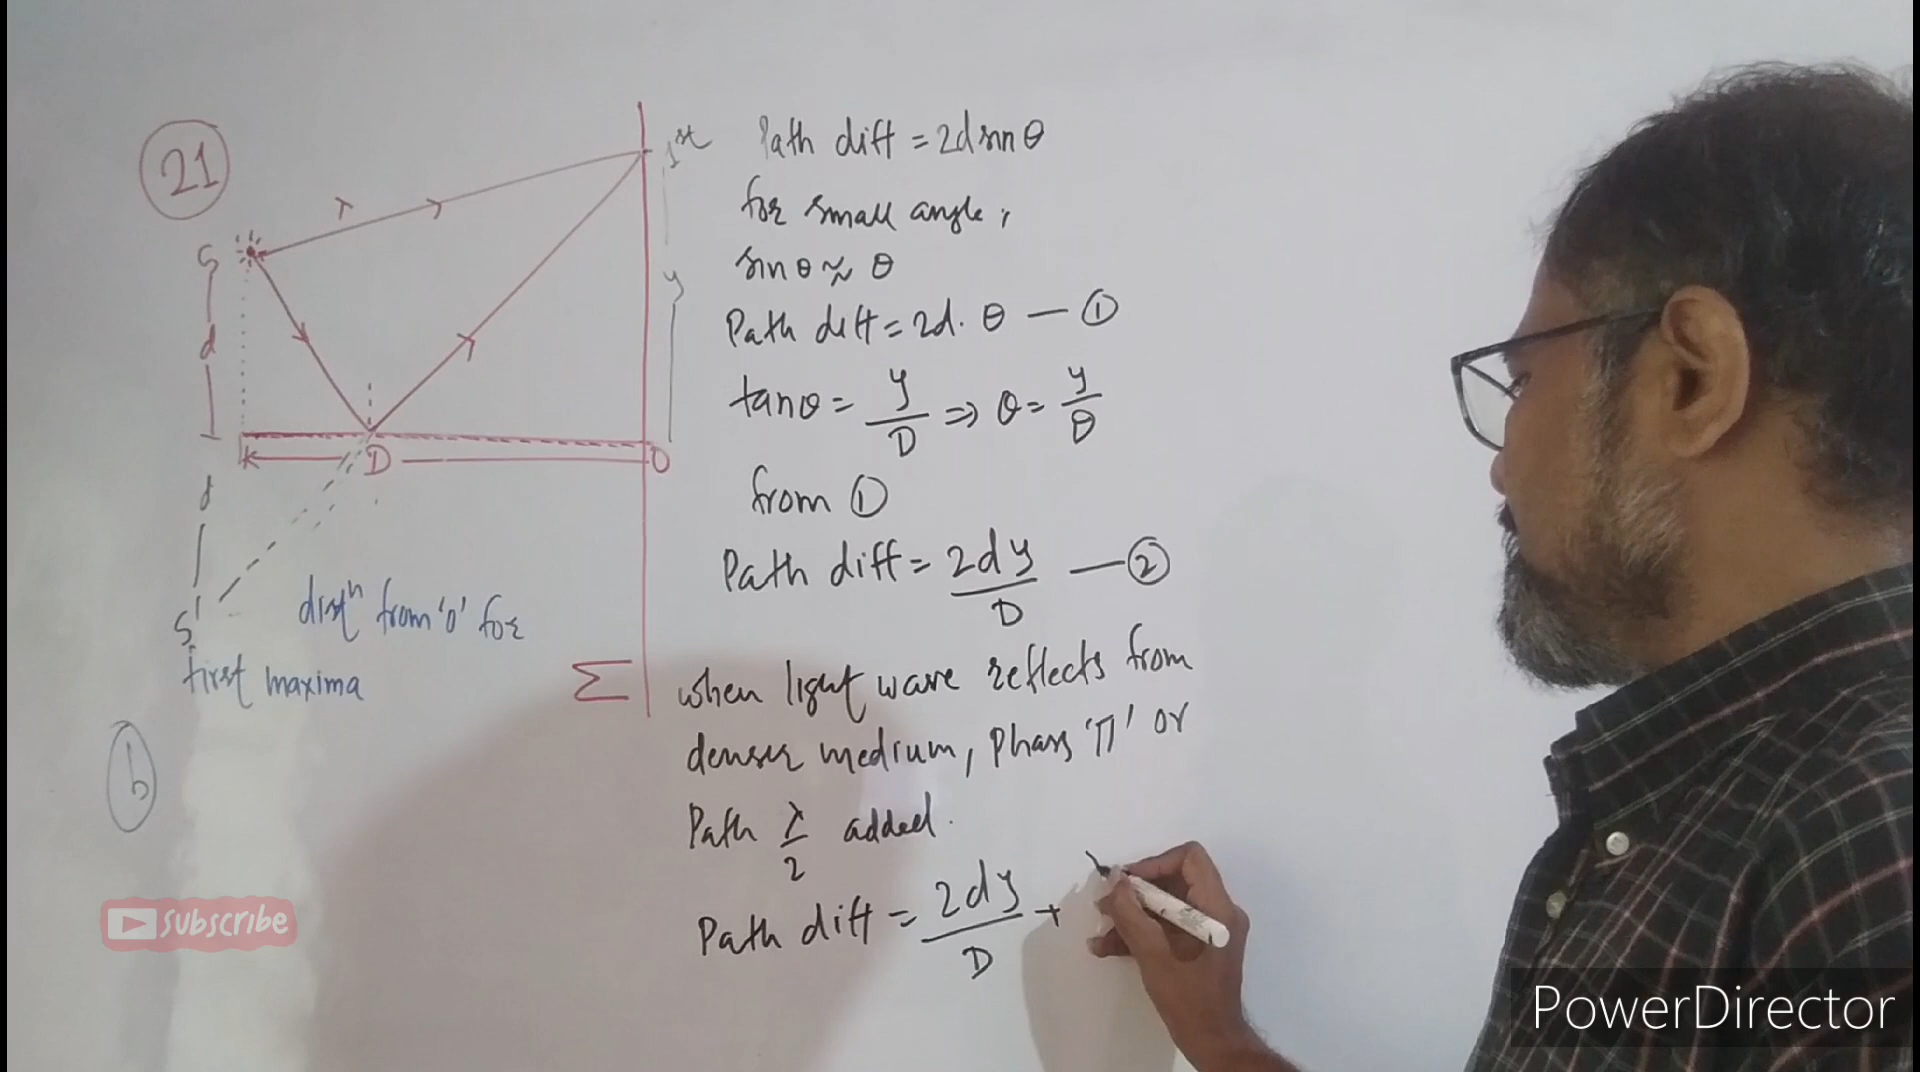 21
1st
S
d
y
K D O
d
S'
distn from 'o' for
first maxima
Σ
b
Path diff = 2d sin θ
for small angle,
sin θ ≈ θ
Path diff = 2d. θ — ①
tan θ = y/D ⇒ θ = y/θ
from ①
Path diff = 2dy/D — ②
when light wave reflects from
denser medium, phase 'π' or
Path λ/2 added.
Path diff = 2dy/D +
Subscribe
PowerDirector